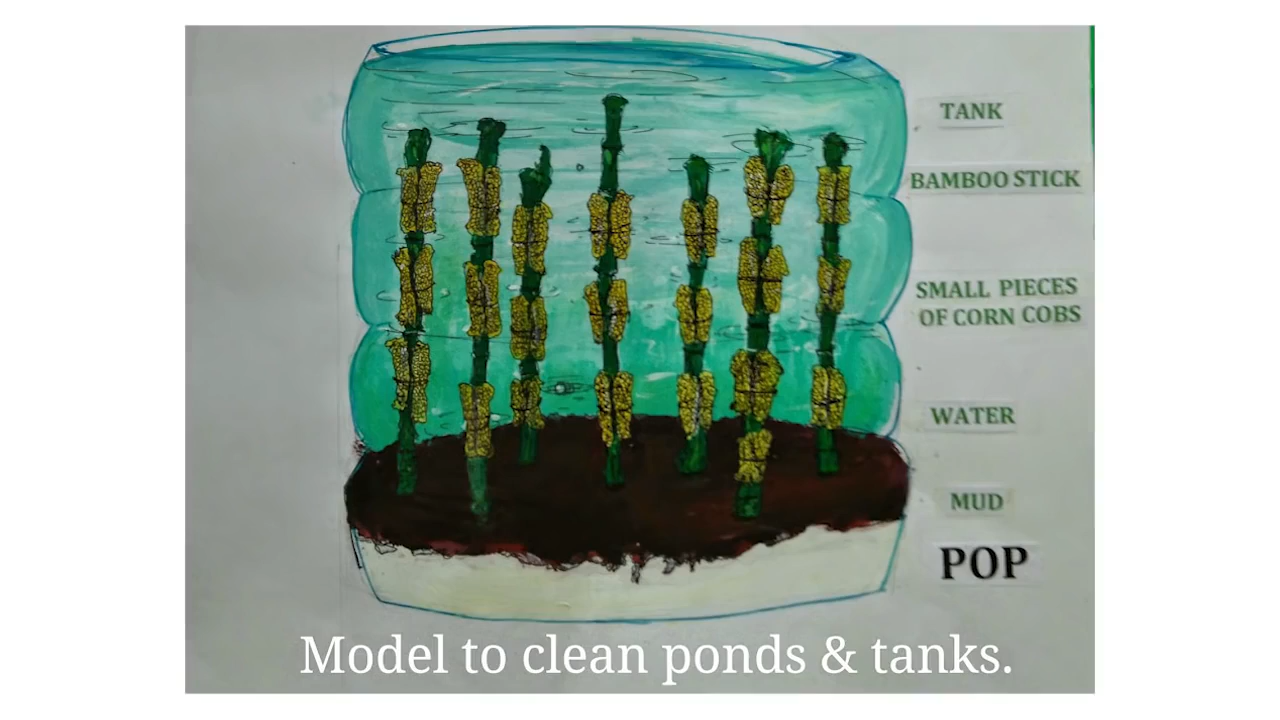 TANK
BAMBOO STICK
SMALL PIECES
OF CORN COBS
WATER
MUD
POP
Model to clean ponds & tanks.